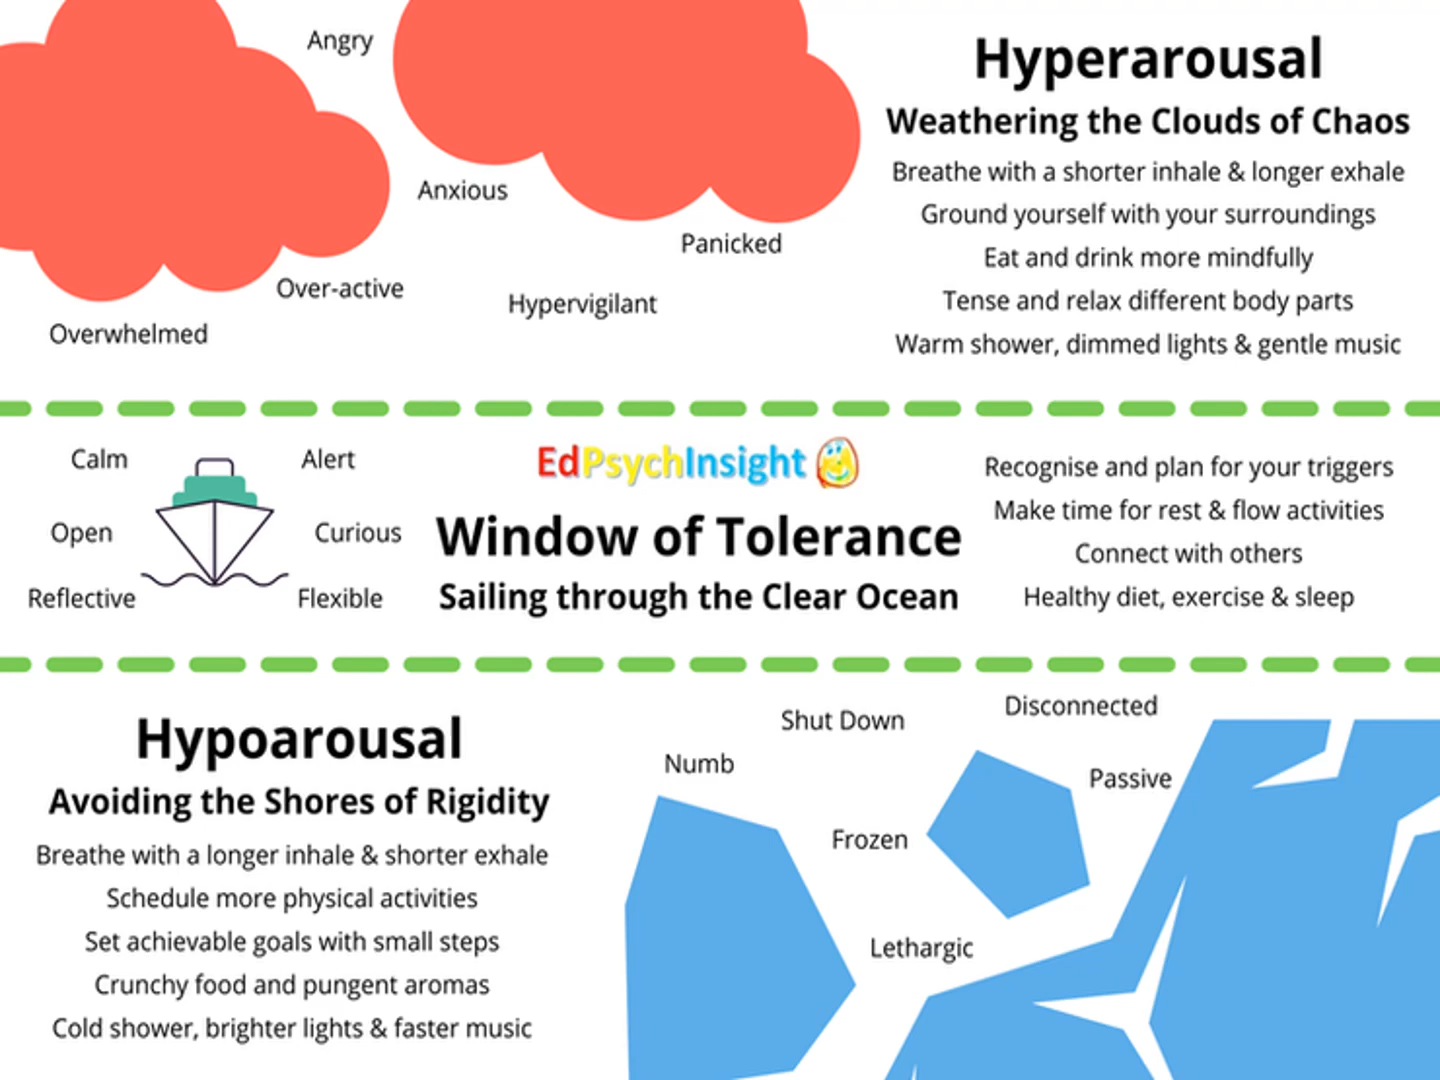 Angry
Anxious
Panicked
Over-active
Hypervigilant
Overwhelmed
Hyperarousal
Weathering the Clouds of Chaos
Breathe with a shorter inhale & longer exhale
Ground yourself with your surroundings
Eat and drink more mindfully
Tense and relax different body parts
Warm shower, dimmed lights & gentle music
Calm
Alert
Open
Curious
Reflective
Flexible
EdPsychInsight
Window of Tolerance
Sailing through the Clear Ocean
Recognise and plan for your triggers
Make time for rest & flow activities
Connect with others
Healthy diet, exercise & sleep
Hypoarousal
Avoiding the Shores of Rigidity
Breathe with a longer inhale & shorter exhale
Schedule more physical activities
Set achievable goals with small steps
Crunchy food and pungent aromas
Cold shower, brighter lights & faster music
Disconnected
Shut Down
Numb
Passive
Frozen
Lethargic